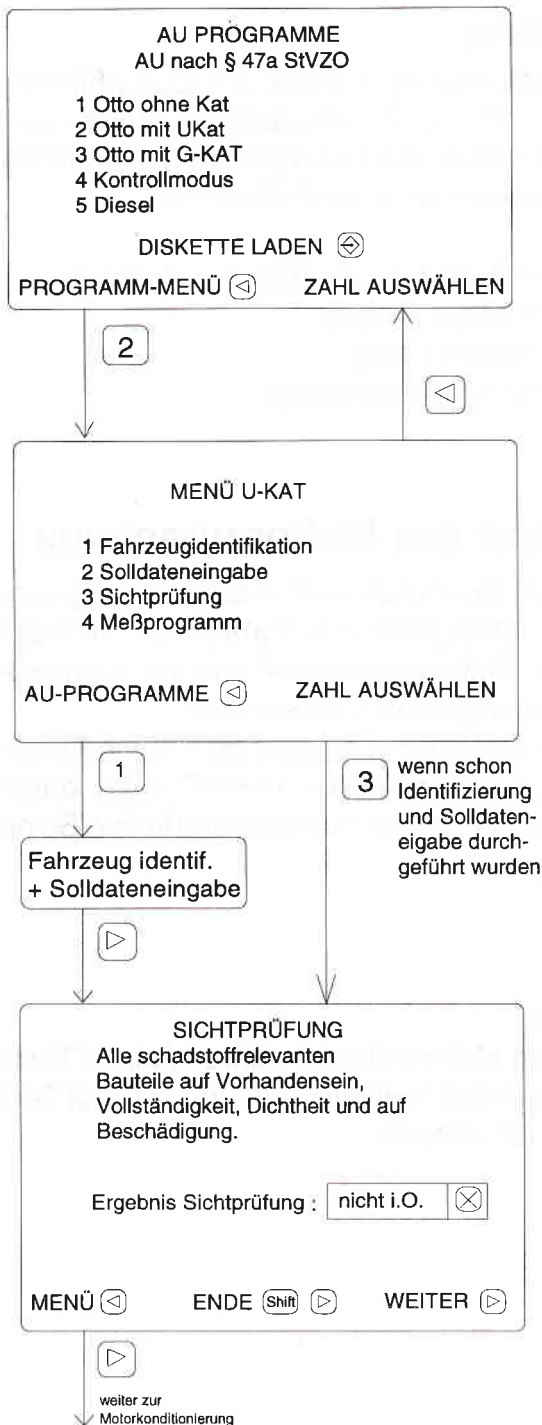 AU PROGRAMME
AU nach § 47a StVZO
1 Otto ohne Kat
2 Otto mit UKat
3 Otto mit G-KAT
4 Kontrollmodus
5 Diesel
DISKETTE LADEN
PROGRAMM-MENÜ ZAHL AUSWÄHLEN
2
MENÜ U-KAT
1 Fahrzeugidentifikation
2 Solldateneingabe
3 Sichtprüfung
4 Meßprogramm
AU-PROGRAMME ZAHL AUSWÄHLEN
1
3
wenn schon
Identifizierung
und Solldaten-
eigabe durch-
geführt wurden
Fahrzeug identif.
+ Solldateneingabe
SICHTPRÜFUNG
Alle schadstoffrelevanten
Bauteile auf Vorhandensein,
Vollständigkeit, Dichtheit und auf
Beschädigung.
Ergebnis Sichtprüfung : nicht i.O.
MENÜ ENDE Shift WEITER
weiter zur
Motorkonditionierung